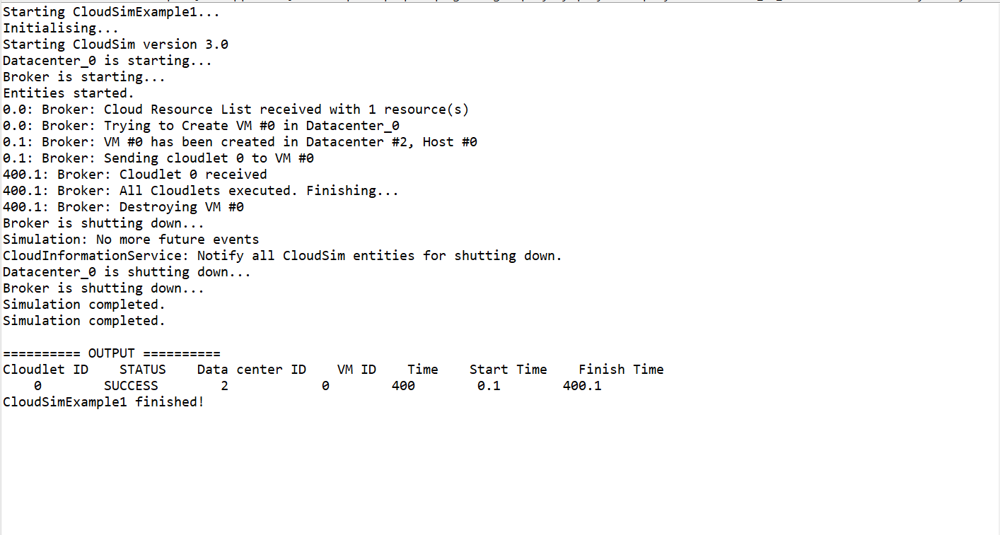 Starting CloudSimExample1...
Initialising...
Starting CloudSim version 3.0
Datacenter_0 is starting...
Broker is starting...
Entities started.
0.0: Broker: Cloud Resource List received with 1 resource(s)
0.0: Broker: Trying to Create VM #0 in Datacenter_0
0.1: Broker: VM #0 has been created in Datacenter #2, Host #0
0.1: Broker: Sending cloudlet 0 to VM #0
400.1: Broker: Cloudlet 0 received
400.1: Broker: All Cloudlets executed. Finishing...
400.1: Broker: Destroying VM #0
Broker is shutting down...
Simulation: No more future events
CloudInformationService: Notify all CloudSim entities for shutting down.
Datacenter_0 is shutting down...
Broker is shutting down...
Simulation completed.
Simulation completed.

========== OUTPUT ==========
Cloudlet ID    STATUS    Data center ID    VM ID    Time    Start Time    Finish Time
    0        SUCCESS        2            0        400        0.1        400.1
CloudSimExample1 finished!